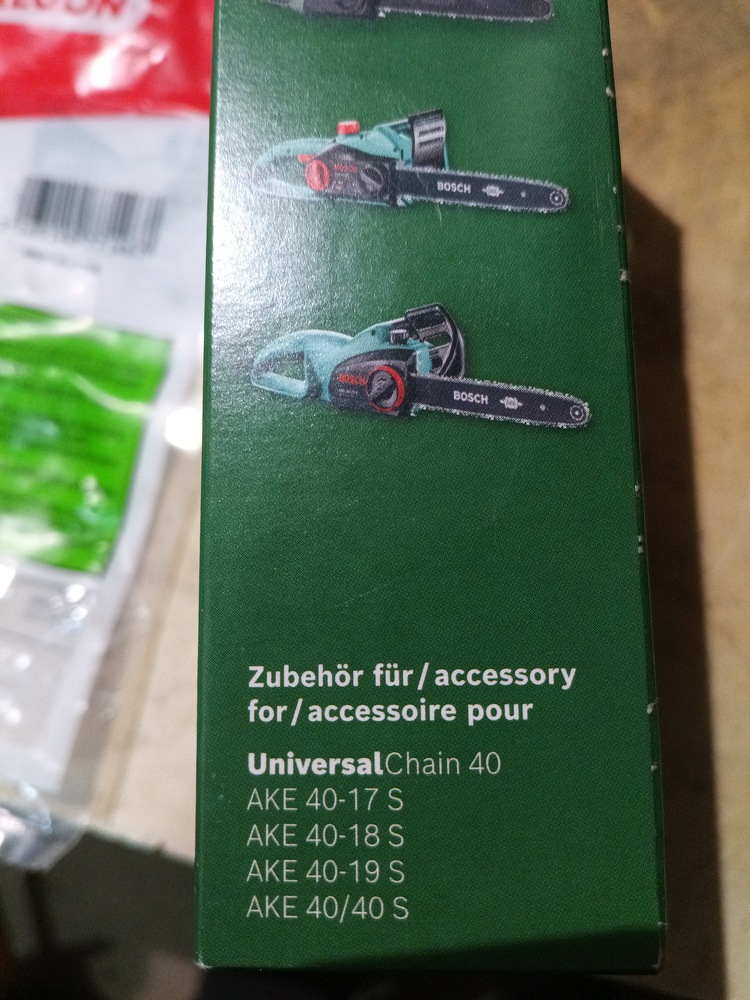 BOSCH
BOSCH
BOSCH
BOSCH
Zubehör für/accessory
for/accessoire pour
UniversalChain 40
AKE 40-17 S
AKE 40-18 S
AKE 40-19 S
AKE 40/40 S